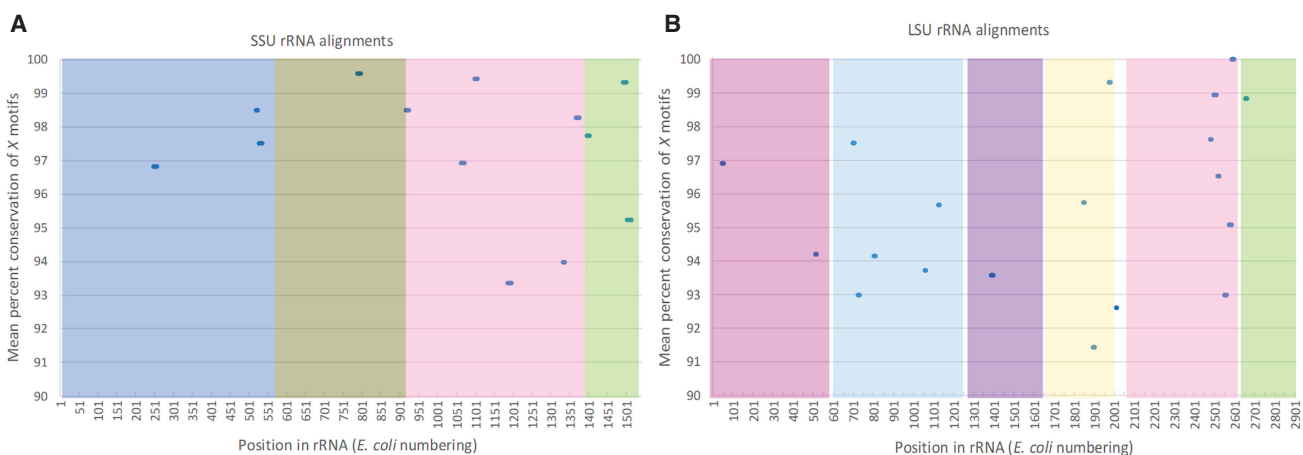 A
SSU rRNA alignments
Mean percent conservation of X motifs
100
99
98
97
96
95
94
93
92
91
90
1 51 101 151 201 251 301 351 401 451 501 551 601 651 701 751 801 851 901 951 1001 1051 1101 1151 1201 1251 1301 1351 1401 1451 1501
Position in rRNA (E. coli numbering)
B
LSU rRNA alignments
Mean percent conservation of X motifs
100
99
98
97
96
95
94
93
92
91
90
1 101 201 301 401 501 601 701 801 901 1001 1101 1201 1301 1401 1501 1601 1701 1801 1901 2001 2101 2201 2301 2401 2501 2601 2701 2801 2901
Position in rRNA (E. coli numbering)